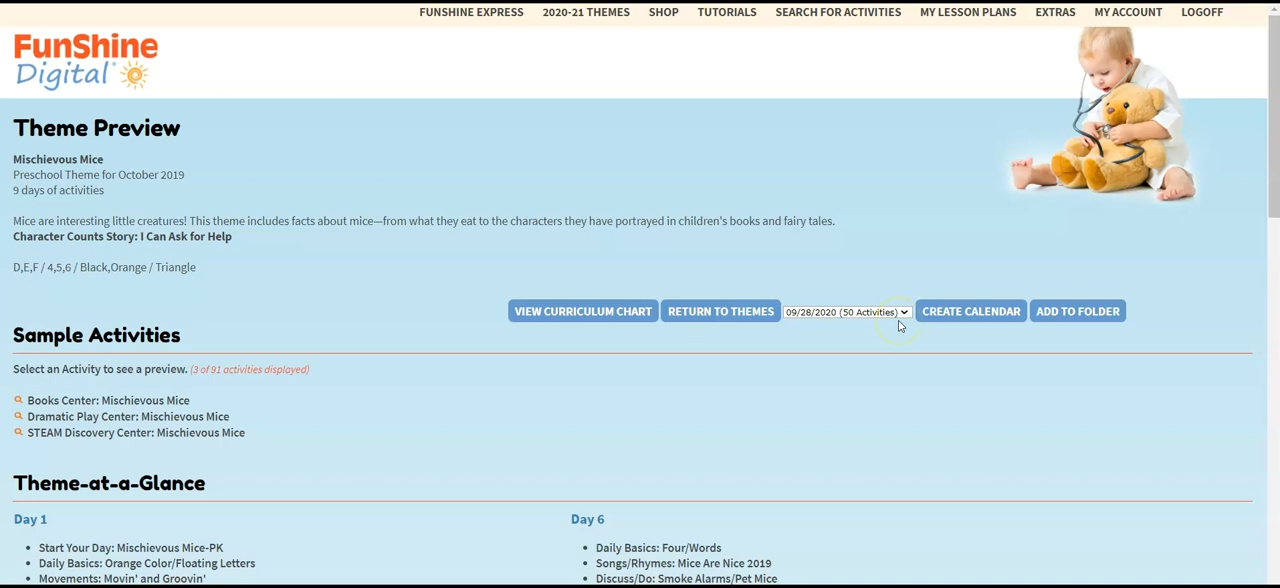 FUNSHINE EXPRESS 2020-21 THEMES SHOP TUTORIALS SEARCH FOR ACTIVITIES MY LESSON PLANS EXTRAS MY ACCOUNT LOGOFF
FunShine
Digital®
Theme Preview
Mischievous Mice
Preschool Theme for October 2019
9 days of activities
Mice are interesting little creatures! This theme includes facts about mice—from what they eat to the characters they have portrayed in children's books and fairy tales.
Character Counts Story: I Can Ask for Help
D,E,F / 4,5,6 / Black,Orange / Triangle
VIEW CURRICULUM CHART RETURN TO THEMES 09/28/2020 (50 Activities) CREATE CALENDAR ADD TO FOLDER
Sample Activities
Select an Activity to see a preview. (3 of 91 activities displayed)
Books Center: Mischievous Mice
Dramatic Play Center: Mischievous Mice
STEAM Discovery Center: Mischievous Mice
Theme-at-a-Glance
Day 1
• Start Your Day: Mischievous Mice-PK
• Daily Basics: Orange Color/Floating Letters
• Movements: Movin' and Groovin'
Day 6
• Daily Basics: Four/Words
• Songs/Rhymes: Mice Are Nice 2019
• Discuss/Do: Smoke Alarms/Pet Mice